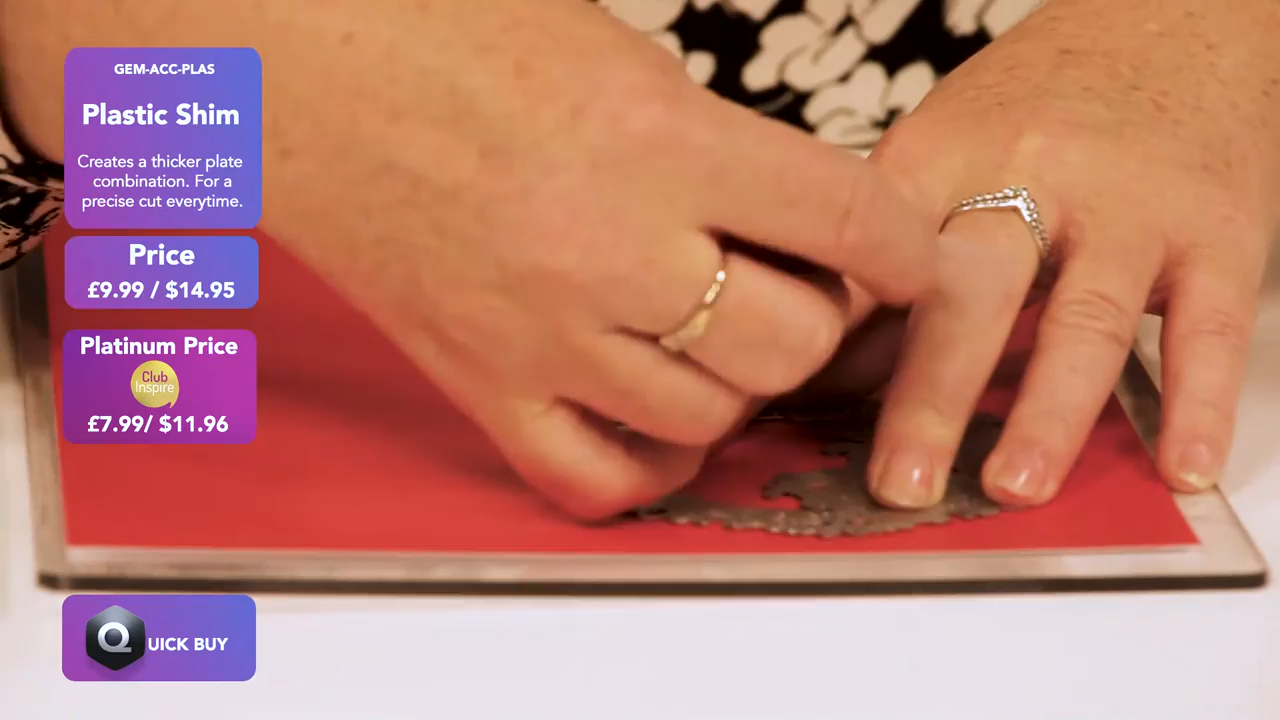 GEM-ACC-PLAS
Plastic Shim
Creates a thicker plate
combination. For a
precise cut everytime.
Price
£9.99 / $14.95
Platinum Price
Club
Inspire
£7.99/ $11.96
QUICK BUY